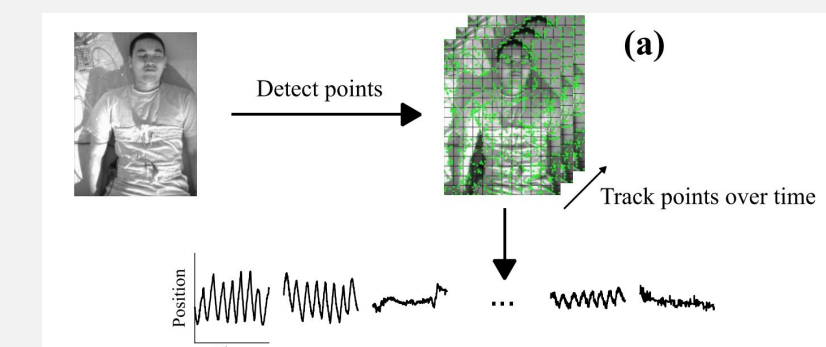 (a)
Detect points
Track points over time
Position
...